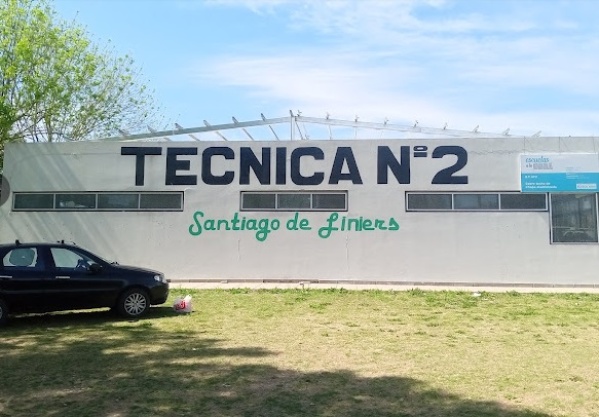 TECNICA Nº2
Santiago de Liniers